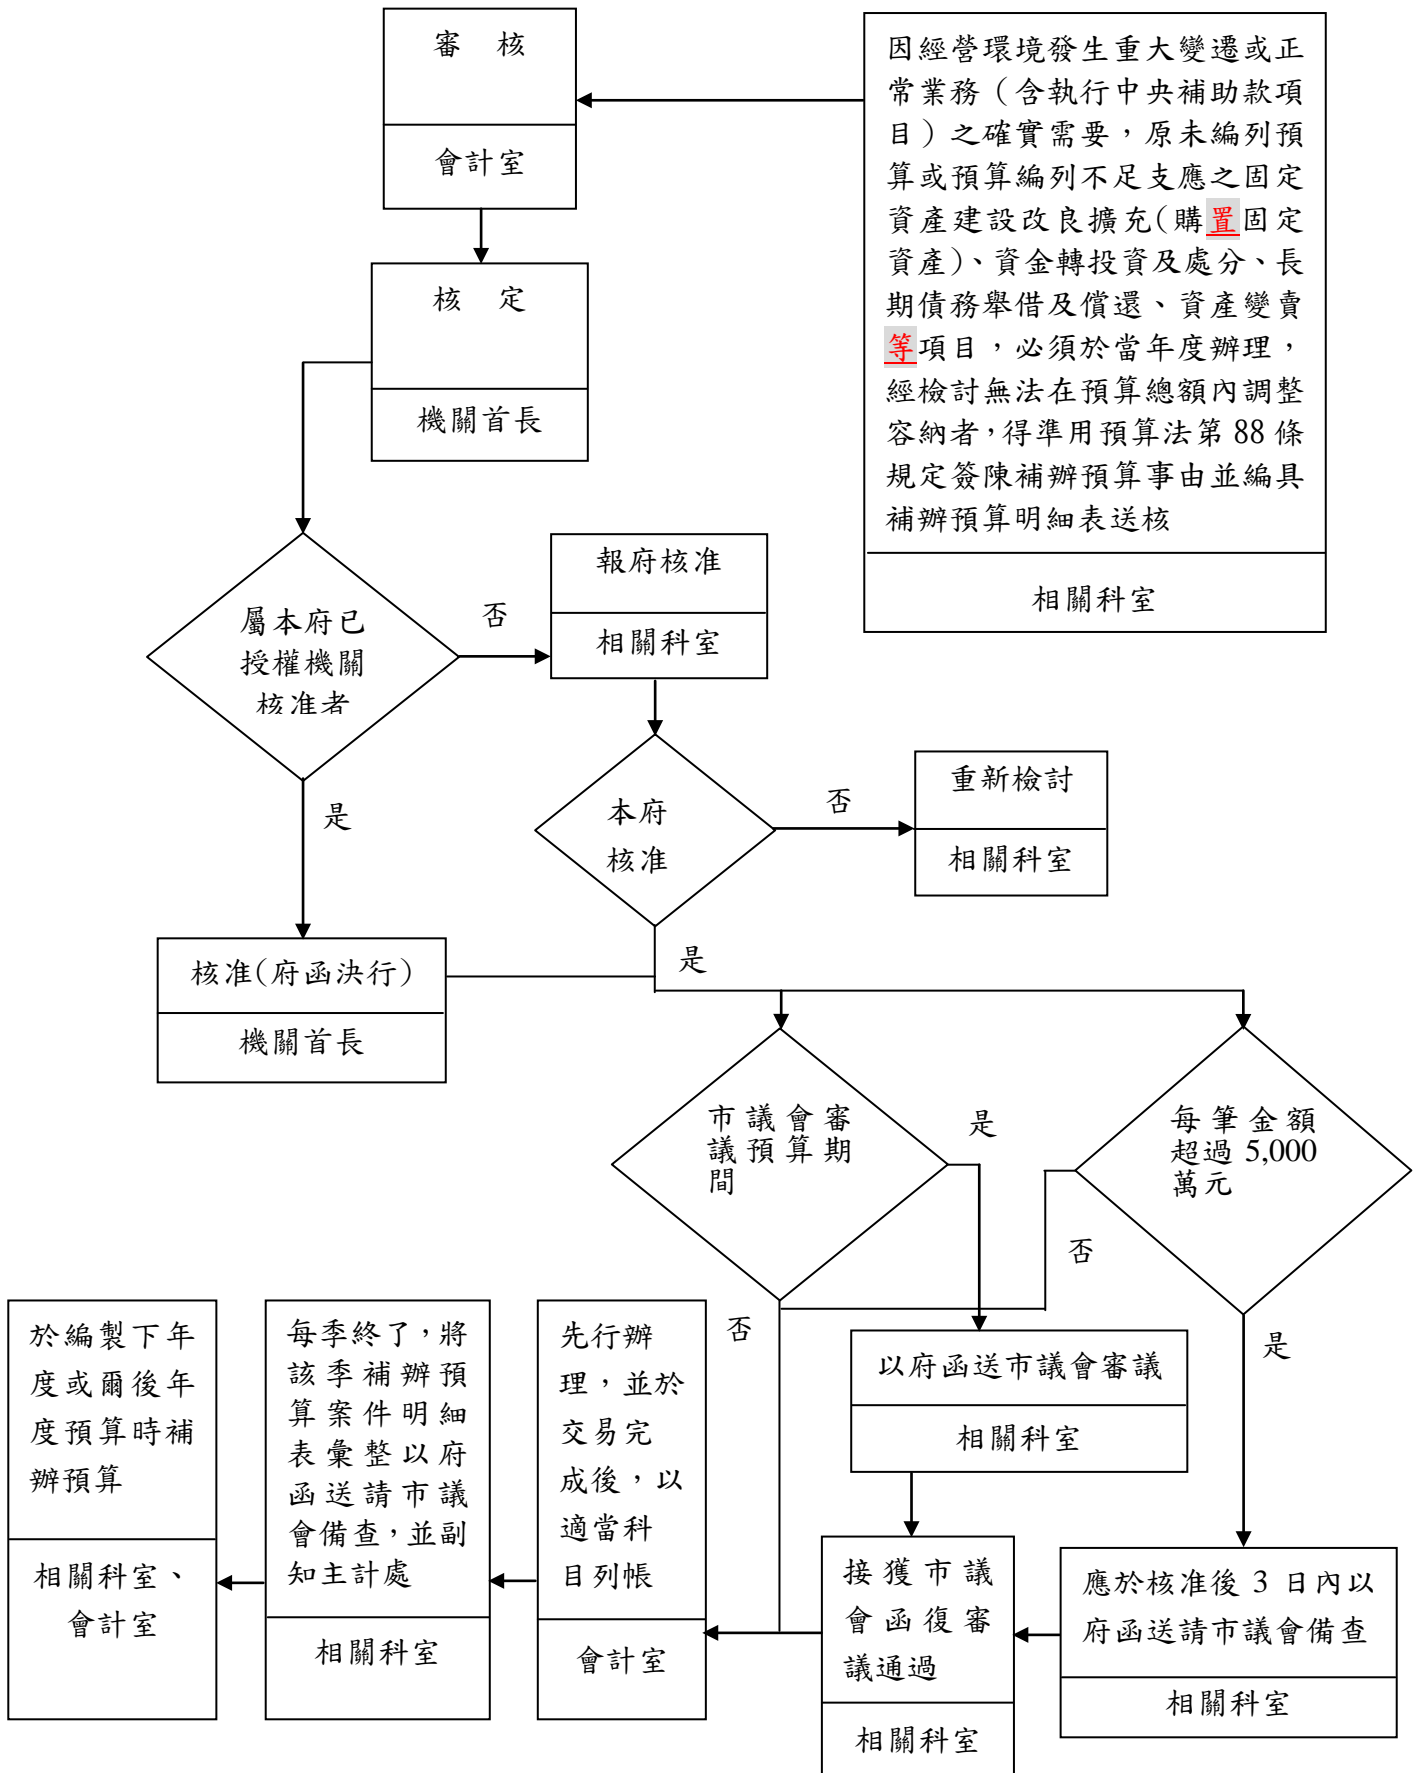 審　核
會計室
因經營環境發生重大變遷或正
常業務（含執行中央補助款項
目）之確實需要，原未編列預
算或預算編列不足支應之固定
資產建設改良擴充(購置固定
資產)、資金轉投資及處分、長
期債務舉借及償還、資產變賣
等項目，必須於當年度辦理，
經檢討無法在預算總額內調整
容納者，得準用預算法第 88 條
規定簽陳補辦預算事由並編具
補辦預算明細表送核
相關科室
核　定
機關首長
屬本府已
授權機關
核准者
否
報府核准
相關科室
是
本府
核准
否
重新檢討
相關科室
核准(府函決行)
機關首長
是
市議會審
議預算期
間
是
每筆金額
超過 5,000
萬元
否
否
是
以府函送市議會審議
相關科室
於編製下年
度或爾後年
度預算時補
辦預算
相關科室、
會計室
每季終了，將
該季補辦預
算案件明細
表彙整以府
函送請市議
會備查，並副
知主計處
相關科室
先行辦
理，並於
交易完
成後，以
適當科
目列帳
會計室
接獲市議
會函復審
議通過
相關科室
應於核准後 3 日內以
府函送請市議會備查
相關科室